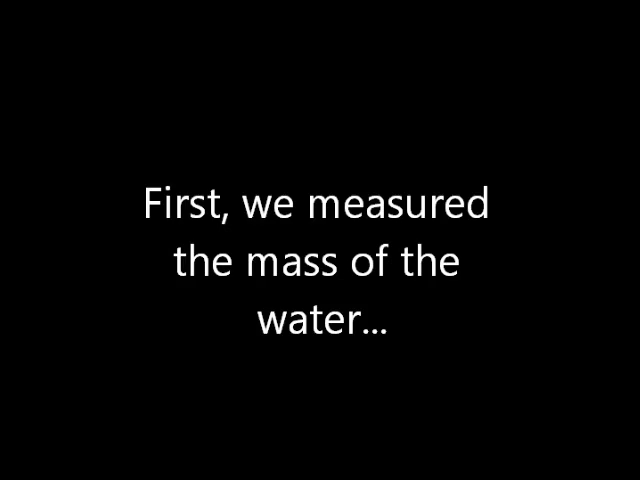 First, we measured
the mass of the
water...